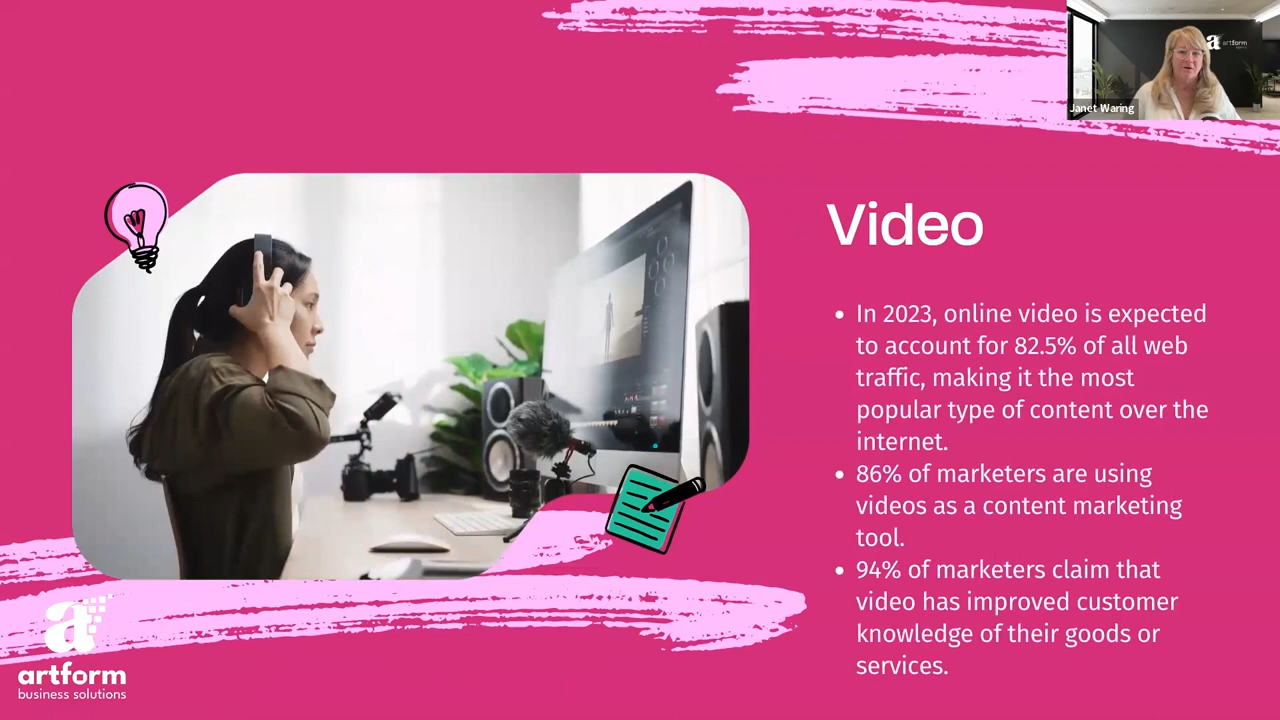 a artform
Janet Waring
Video
• In 2023, online video is expected
to account for 82.5% of all web
traffic, making it the most
popular type of content over the
internet.
• 86% of marketers are using
videos as a content marketing
tool.
• 94% of marketers claim that
video has improved customer
knowledge of their goods or
services.
a
artform
business solutions